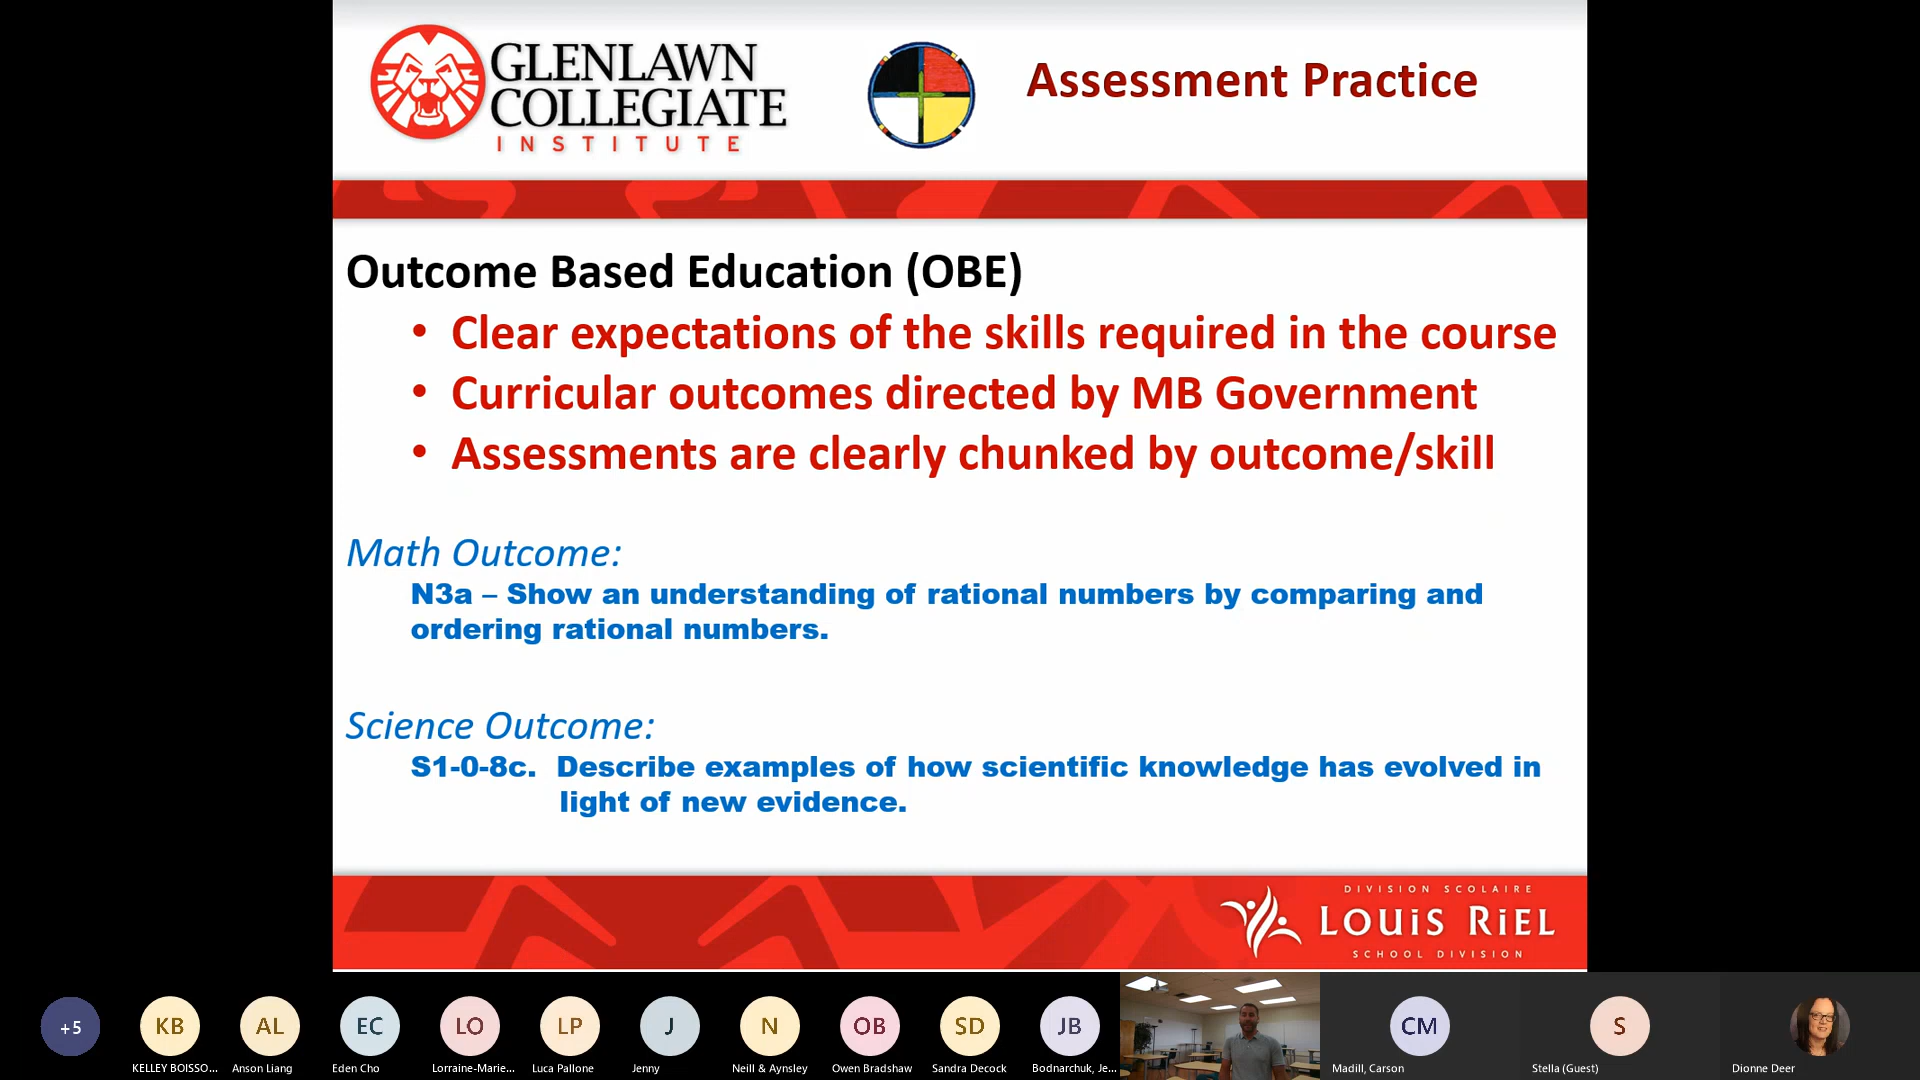 GLENLAWN
COLLEGIATE
INSTITUTE
Assessment Practice
Outcome Based Education (OBE)
• Clear expectations of the skills required in the course
• Curricular outcomes directed by MB Government
• Assessments are clearly chunked by outcome/skill
Math Outcome:
N3a – Show an understanding of rational numbers by comparing and
ordering rational numbers.
Science Outcome:
S1-0-8c. Describe examples of how scientific knowledge has evolved in
light of new evidence.
DIVISION SCOLAIRE
LOUiS RiEL
SCHOOL DIVISION
+5 KB AL EC LO LP J N OB SD JB CM S
KELLEY BOISSO... Anson Liang Eden Cho Lorraine-Marie... Luca Pallone Jenny Neill & Aynsley Owen Bradshaw Sandra Decock Bodnarchuk, Je... Madill, Carson Stella (Guest) Dionne Deer